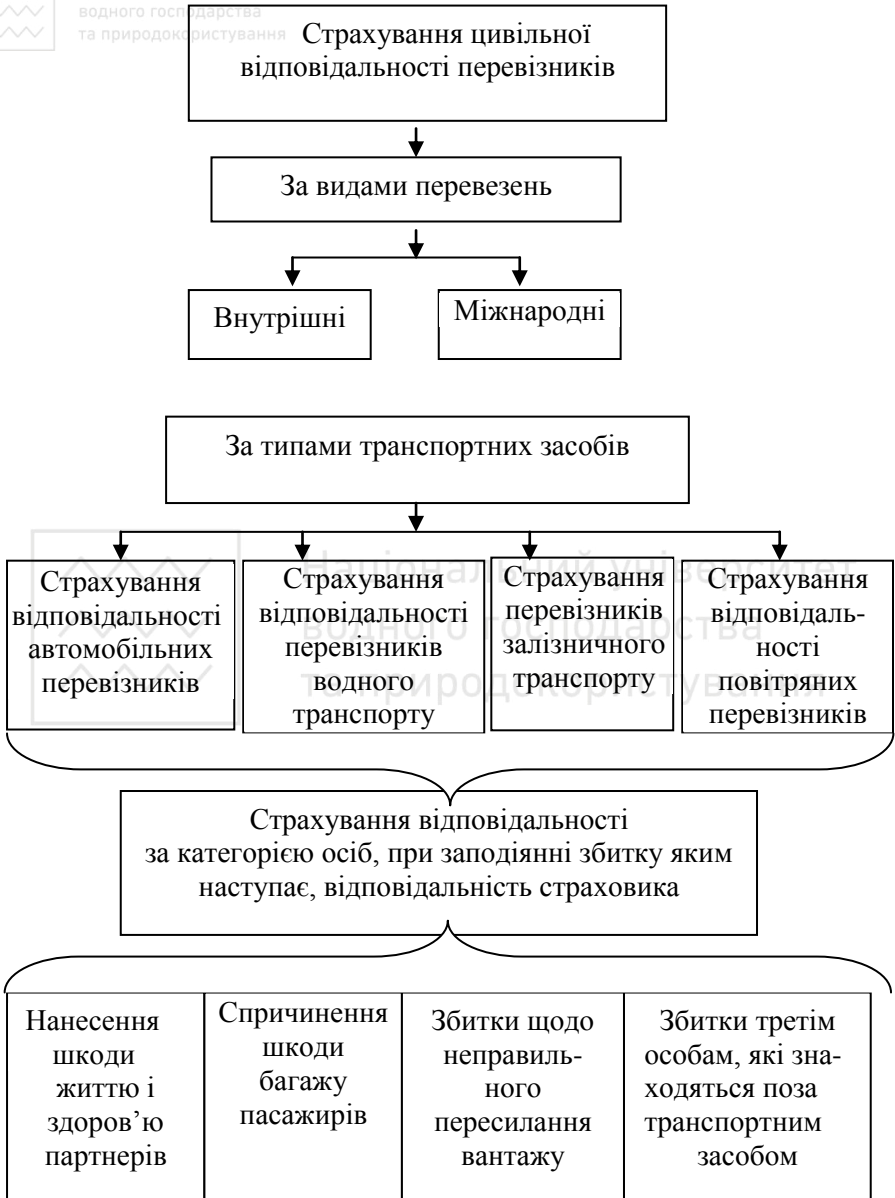 водного господарства
та природокористування
Страхування цивільної
відповідальності перевізників
За видами перевезень
Внутрішні
Міжнародні
За типами транспортних засобів
Національний університет
водного господарства
та природокористування
Страхування
відповідальності
автомобільних
перевізників
Страхування
відповідальності
перевізників
водного
транспорту
Страхування
перевізників
залізничного
транспорту
Страхування
відповідаль-
ності
повітряних
перевізників
Страхування відповідальності
за категорією осіб, при заподіянні збитку яким
наступає, відповідальність страховика
Нанесення
шкоди
життю і
здоров’ю
партнерів
Спричинення
шкоди
багажу
пасажирів
Збитки щодо
неправиль-
ного
пересилання
вантажу
Збитки третім
особам, які зна-
ходяться поза
транспортним
засобом